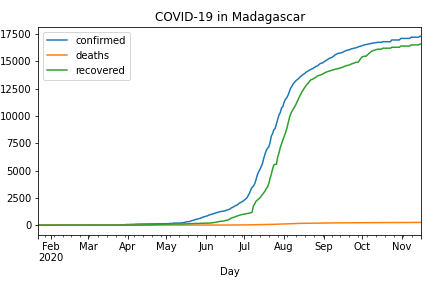 COVID-19 in Madagascar
17500
15000
12500
10000
7500
5000
2500
0
confirmed
deaths
recovered
Feb Mar Apr May Jun Jul Aug Sep Oct Nov
2020
Day